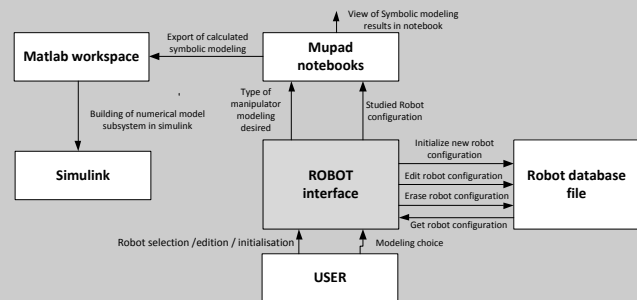 View of Symbolic modeling
results in notebook
Export of calculated
symbolic modeling
Matlab workspace
Mupad
notebooks
Building of numerical model
subsystem in simulink
Type of
manipulator
modeling
desired
Studied Robot
configuration
Simulink
ROBOT
interface
Initialize new robot
configuration
Edit robot configuration
Erase robot configuration
Get robot configuration
Robot database
file
Robot selection /edition / initialisation
Modeling choice
USER